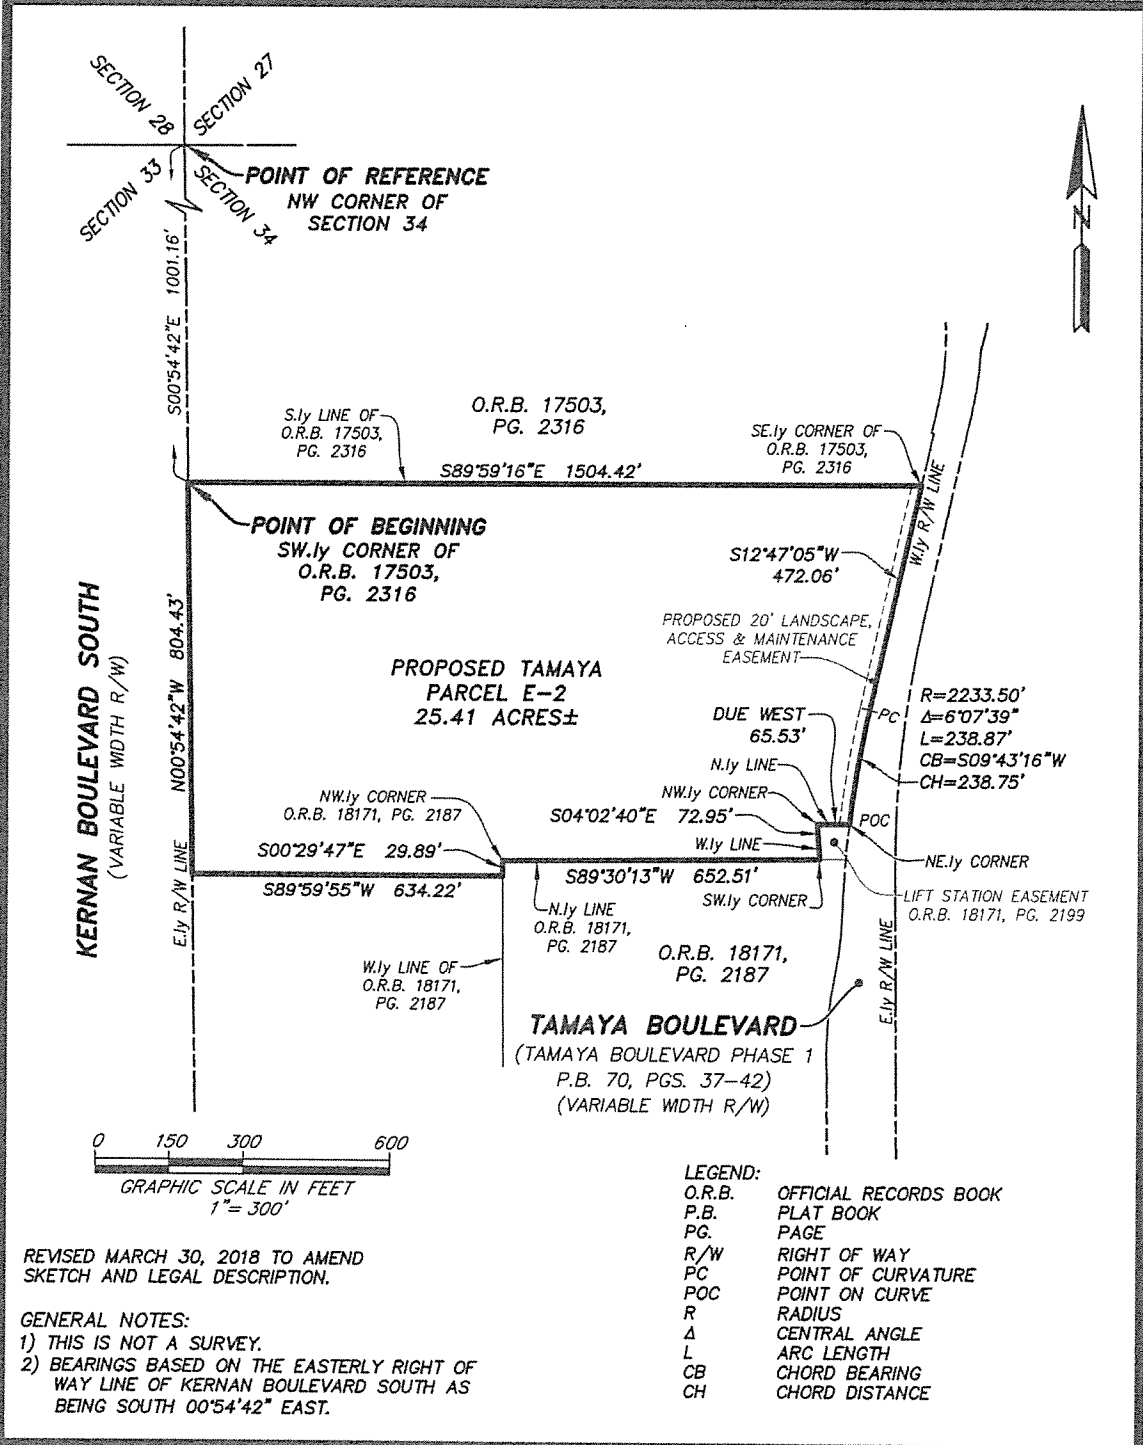 SECTION 28
SECTION 27
SECTION 33
SECTION 34
POINT OF REFERENCE
NW CORNER OF
SECTION 34
N
S00°54'42"E 1001.16'
O.R.B. 17503,
PG. 2316
S.ly LINE OF
O.R.B. 17503,
PG. 2316
SE.ly CORNER OF
O.R.B. 17503,
PG. 2316
S89°59'16"E 1504.42'
W.ly R/W LINE
POINT OF BEGINNING
SW.ly CORNER OF
O.R.B. 17503,
PG. 2316
S12°47'05"W
472.06'
PROPOSED 20' LANDSCAPE,
ACCESS & MAINTENANCE
EASEMENT
KERNAN BOULEVARD SOUTH
(VARIABLE WIDTH R/W)
N00°54'42"W 804.43'
E.ly R/W LINE
PROPOSED TAMAYA
PARCEL E-2
25.41 ACRES±
DUE WEST
65.53'
PC
R=2233.50'
Δ=6°07'39"
L=238.87'
CB=S09°43'16"W
CH=238.75'
N.ly LINE
NW.ly CORNER
S04°02'40"E 72.95'
W.ly LINE
POC
NE.ly CORNER
NW.ly CORNER
O.R.B. 18171, PG. 2187
S00°29'47"E 29.89'
S89°59'55"W 634.22'
S89°30'13"W 652.51'
SW.ly CORNER
LIFT STATION EASEMENT
O.R.B. 18171, PG. 2199
N.ly LINE
O.R.B. 18171,
PG. 2187
O.R.B. 18171,
PG. 2187
W.ly LINE OF
O.R.B. 18171,
PG. 2187
E.ly R/W LINE
TAMAYA BOULEVARD
(TAMAYA BOULEVARD PHASE 1
P.B. 70, PGS. 37-42)
(VARIABLE WIDTH R/W)
0 150 300 600
GRAPHIC SCALE IN FEET
1"= 300'
REVISED MARCH 30, 2018 TO AMEND
SKETCH AND LEGAL DESCRIPTION.
GENERAL NOTES:
1) THIS IS NOT A SURVEY.
2) BEARINGS BASED ON THE EASTERLY RIGHT OF
WAY LINE OF KERNAN BOULEVARD SOUTH AS
BEING SOUTH 00°54'42" EAST.
LEGEND:
O.R.B. OFFICIAL RECORDS BOOK
P.B. PLAT BOOK
PG. PAGE
R/W RIGHT OF WAY
PC POINT OF CURVATURE
POC POINT ON CURVE
R RADIUS
Δ CENTRAL ANGLE
L ARC LENGTH
CB CHORD BEARING
CH CHORD DISTANCE